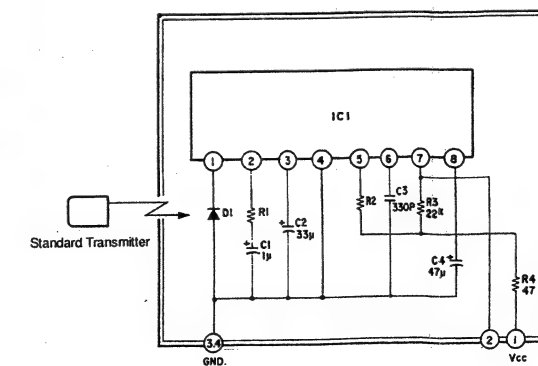 IC1
1 2 3 4 5 6 7 8
D1
R1
C1
1μ
C2
33μ
R2
C3
330P
R3
22k
C4
47μ
R4
47
Standard Transmitter
3.4
GND.
2
1
Vcc